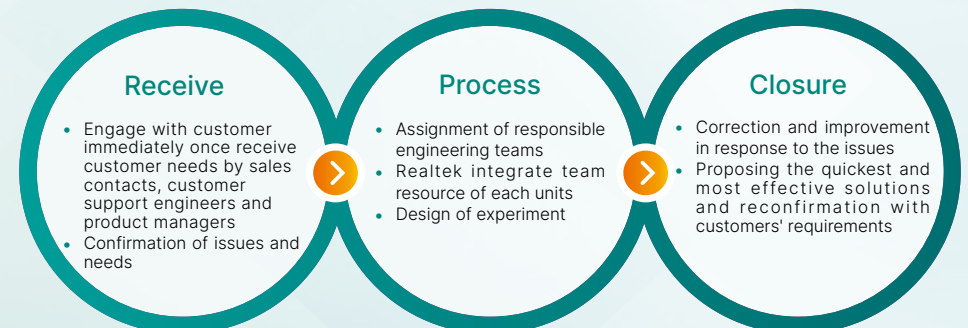 Receive
• Engage with customer
immediately once receive
customer needs by sales
contacts, customer
support engineers and
product managers
• Confirmation of issues and
needs
Process
• Assignment of responsible
engineering teams
• Realtek integrate team
resource of each units
• Design of experiment
Closure
• Correction and improvement
in response to the issues
• Proposing the quickest and
most effective solutions
and reconfirmation with
customers' requirements